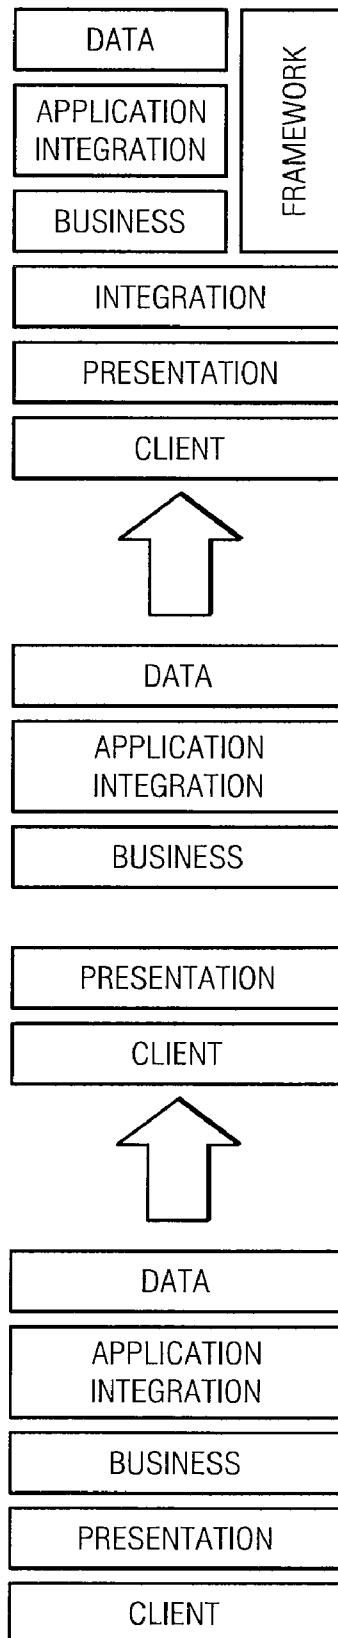 DATA
APPLICATION
INTEGRATION
BUSINESS
FRAMEWORK
INTEGRATION
PRESENTATION
CLIENT
DATA
APPLICATION
INTEGRATION
BUSINESS
PRESENTATION
CLIENT
DATA
APPLICATION
INTEGRATION
BUSINESS
PRESENTATION
CLIENT